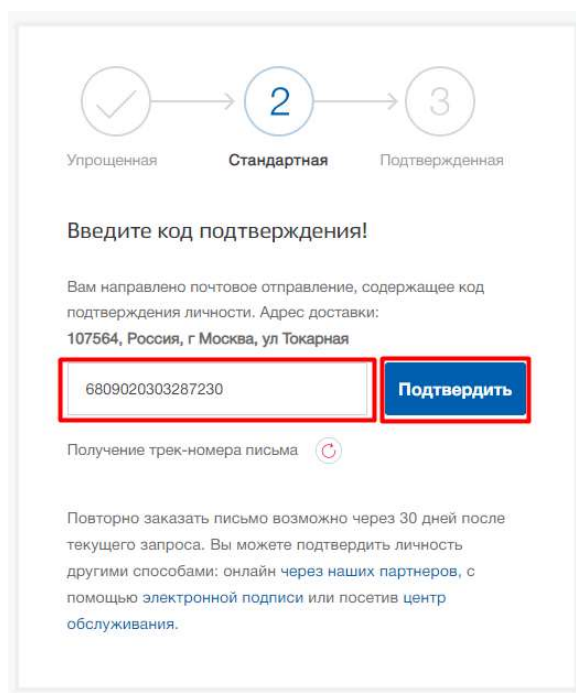 2
3
Упрощенная
Стандартная
Подтвержденная
Введите код подтверждения!
Вам направлено почтовое отправление, содержащее код
подтверждения личности. Адрес доставки:
107564, Россия, г Москва, ул Токарная
6809020303287230
Подтвердить
Получение трек-номера письма
Повторно заказать письмо возможно через 30 дней после
текущего запроса. Вы можете подтвердить личность
другими способами: онлайн через наших партнеров, с
помощью электронной подписи или посетив центр
обслуживания.